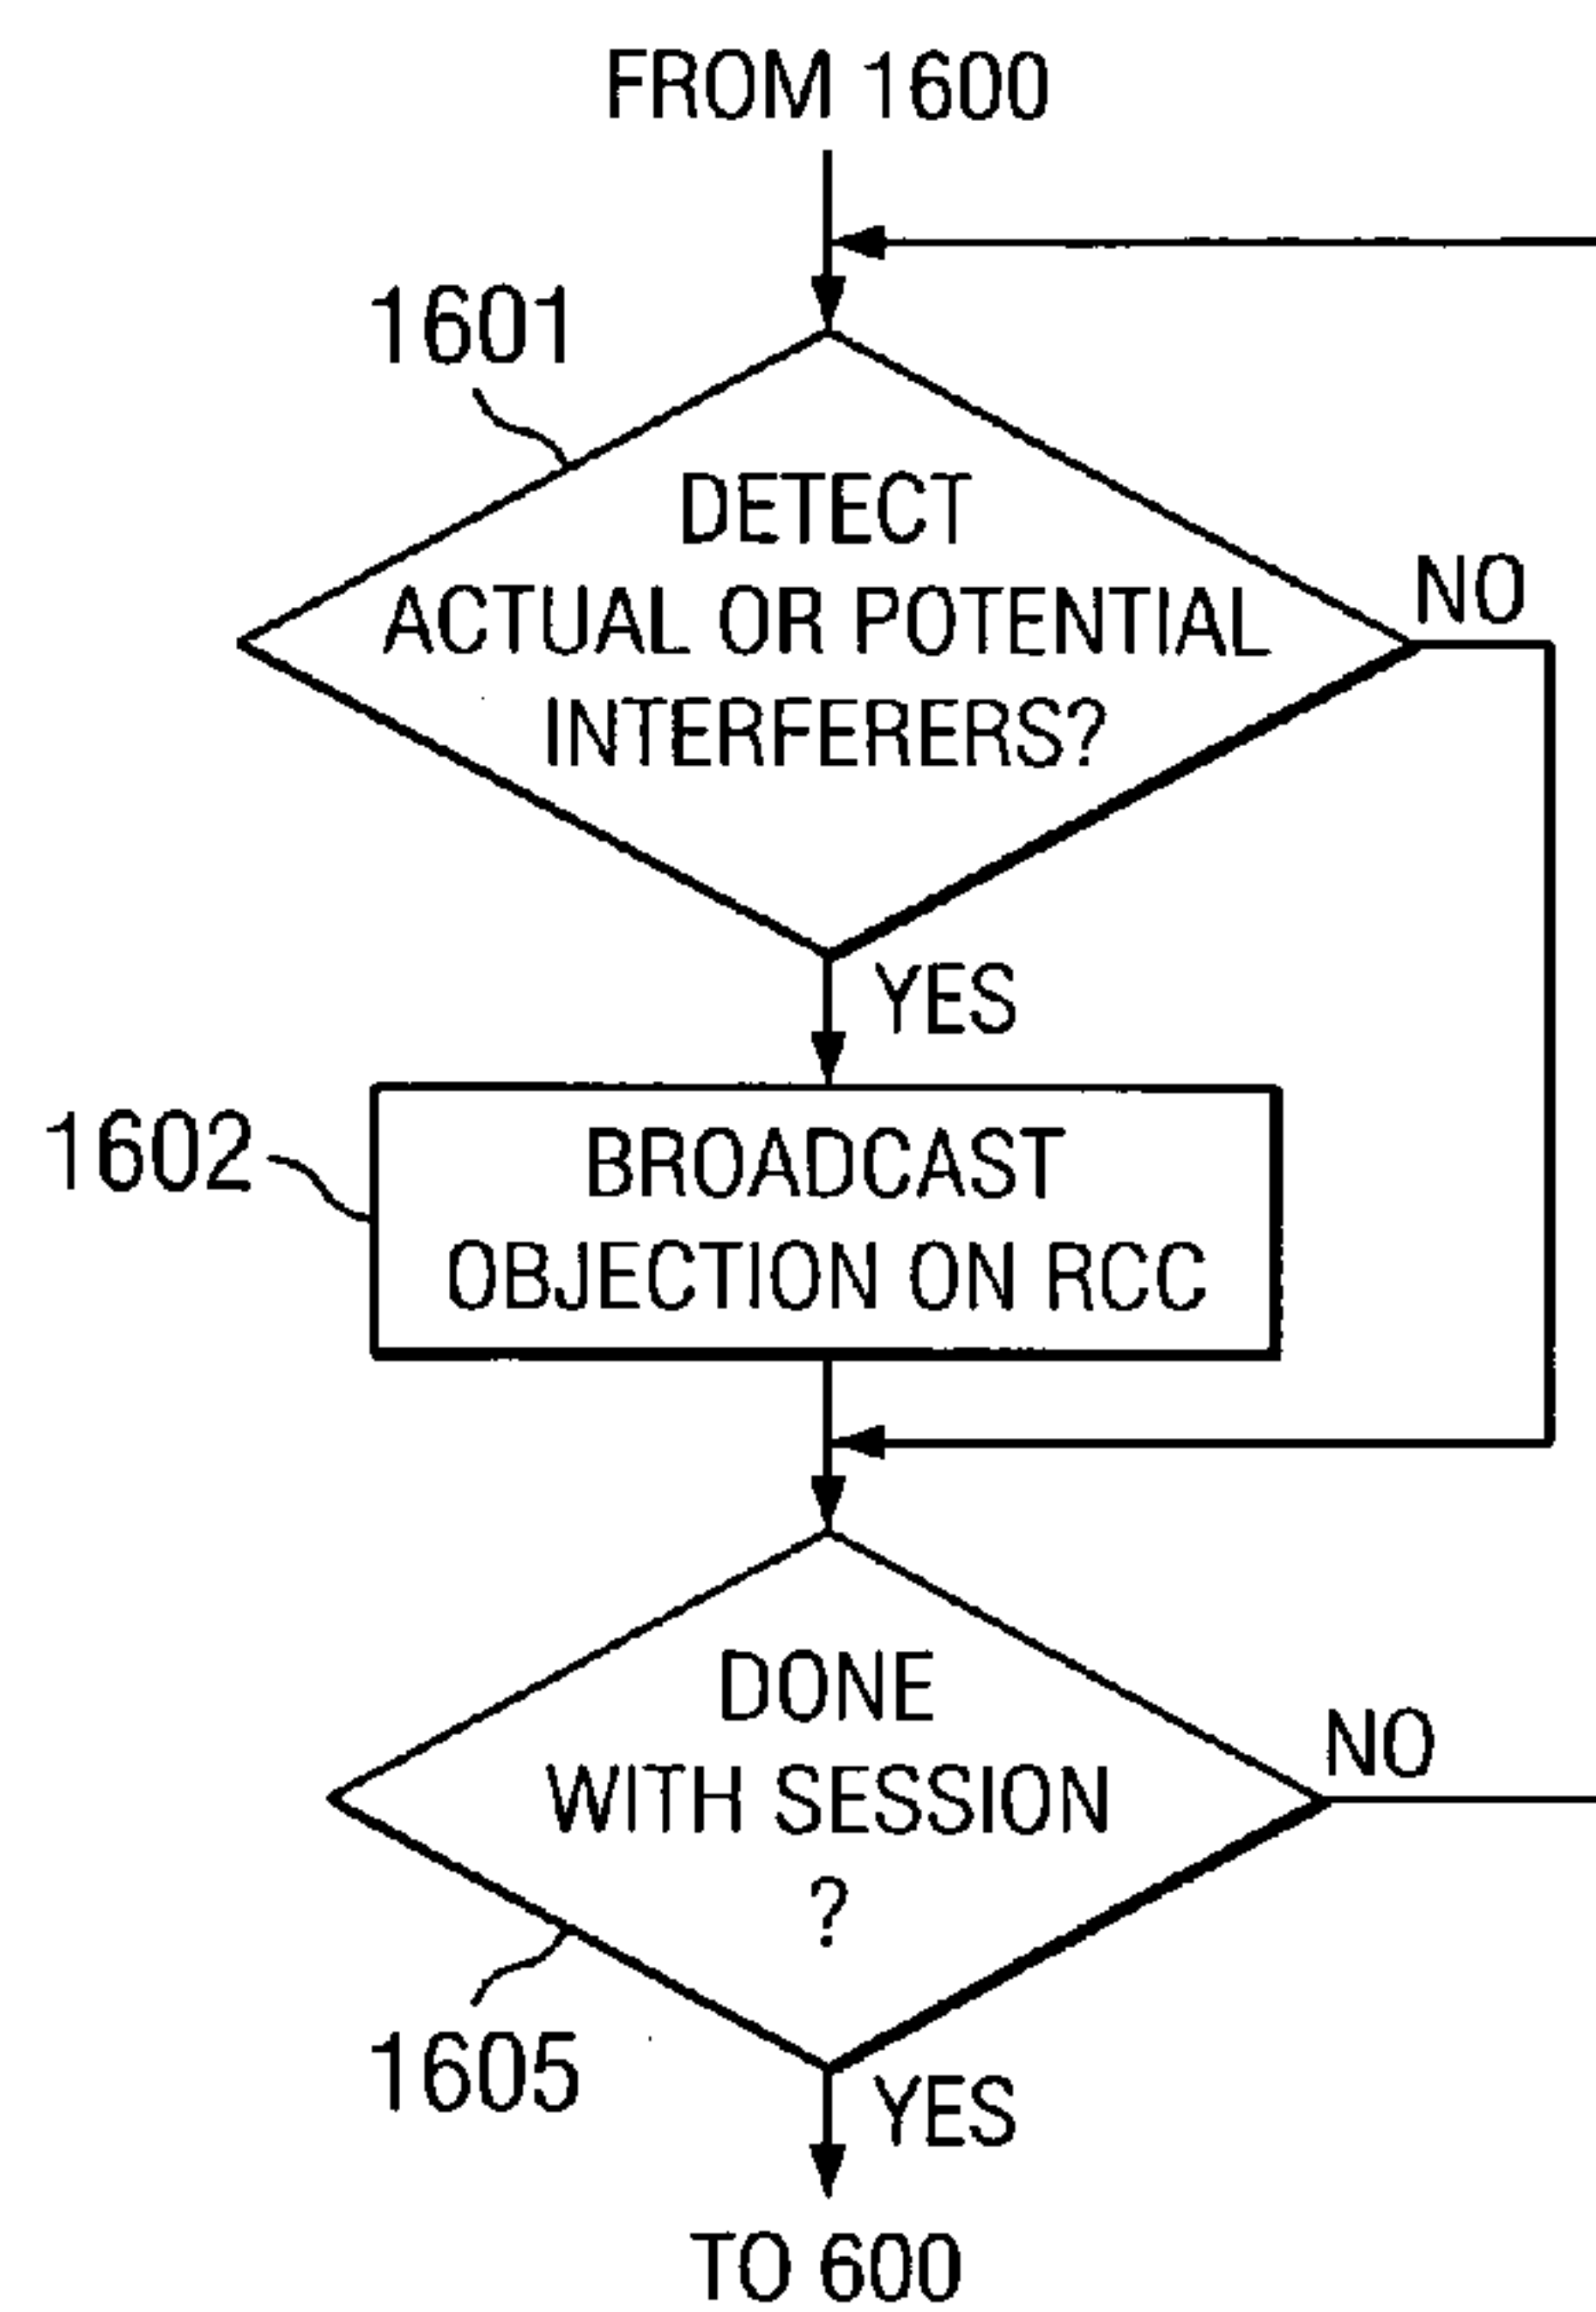 FROM 1600
1601
DETECT
ACTUAL OR POTENTIAL
INTERFERERS?
NO
YES
1602
BROADCAST
OBJECTION ON RCC
DONE
WITH SESSION
?
NO
1605
YES
TO 600